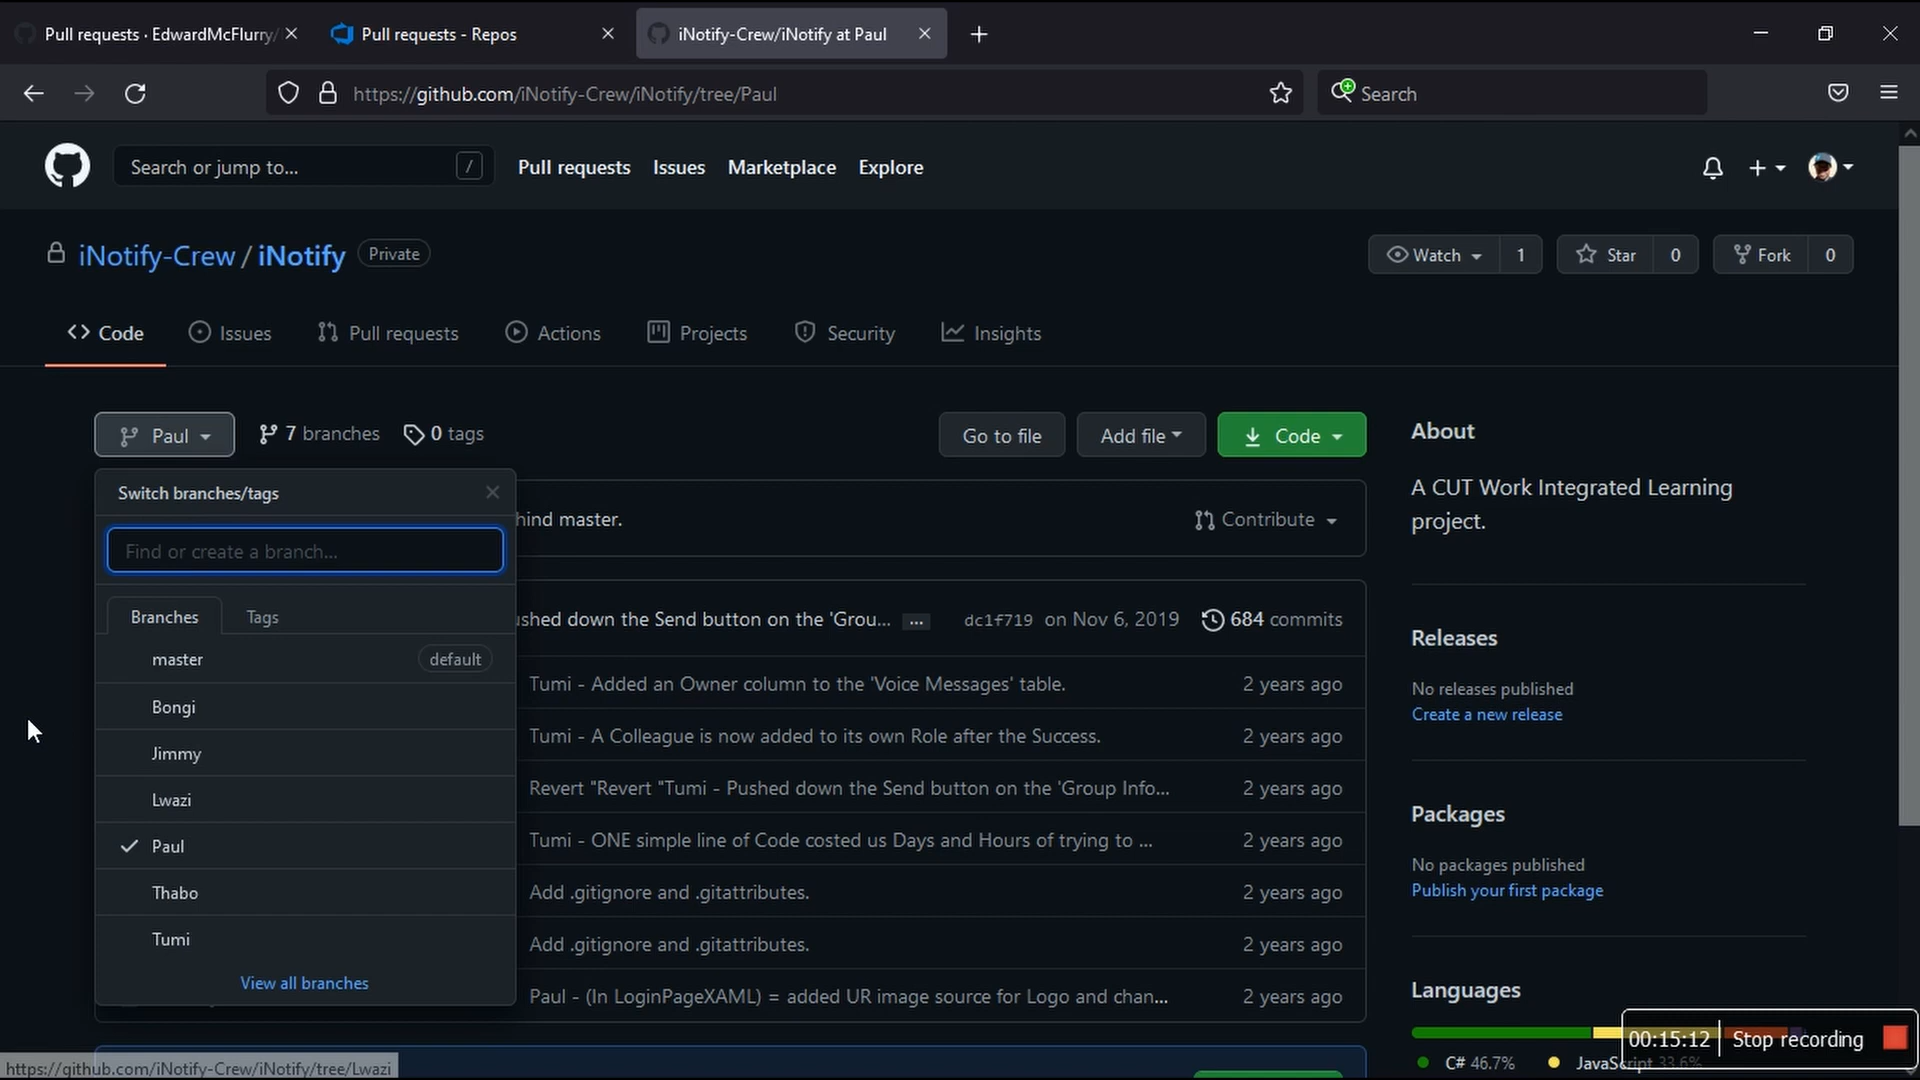 Pull requests · EdwardMcFlurry/
Pull requests - Repos
iNotify-Crew/iNotify at Paul
https://github.com/iNotify-Crew/iNotify/tree/Paul
Search
Search or jump to...
/
Pull requests
Issues
Marketplace
Explore
iNotify-Crew / iNotify
Private
Watch
1
Star
0
Fork
0
Code
Issues
Pull requests
Actions
Projects
Security
Insights
Paul
7 branches
0 tags
Go to file
Add file
Code
About
A CUT Work Integrated Learning
project.
Switch branches/tags
Find or create a branch...
Branches
Tags
master
default
Bongi
Jimmy
Lwazi
Paul
Thabo
Tumi
View all branches
hind master.
Contribute
ushed down the Send button on the 'Grou...
...
dc1f719 on Nov 6, 2019
684 commits
Tumi - Added an Owner column to the 'Voice Messages' table.
2 years ago
Tumi - A Colleague is now added to its own Role after the Success.
2 years ago
Revert "Revert "Tumi - Pushed down the Send button on the 'Group Info...
2 years ago
Tumi - ONE simple line of Code costed us Days and Hours of trying to ...
2 years ago
Add .gitignore and .gitattributes.
2 years ago
Add .gitignore and .gitattributes.
2 years ago
Paul - (In LoginPageXAML) = added UR image source for Logo and chan...
2 years ago
Releases
No releases published
Create a new release
Packages
No packages published
Publish your first package
Languages
C# 46.7%
JavaScript 33.6%
00:15:12
Stop recording
https://github.com/iNotify-Crew/iNotify/tree/Lwazi